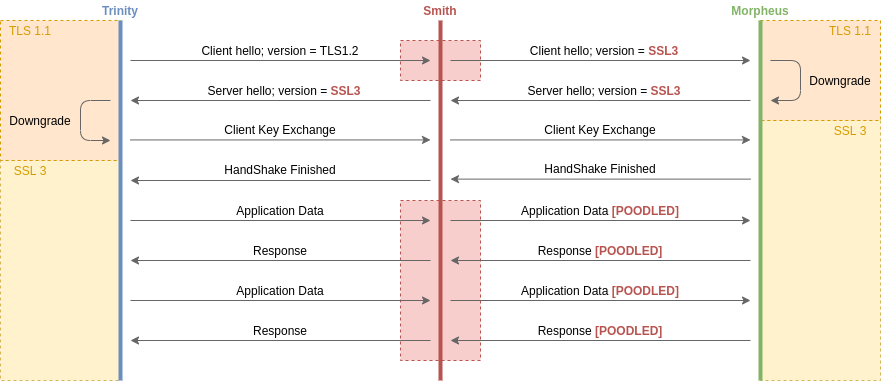 Trinity Smith Morpheus
TLS 1.1 TLS 1.1
Client hello; version = TLS1.2 Client hello; version = SSL3
Downgrade
Server hello; version = SSL3 Server hello; version = SSL3
Downgrade Client Key Exchange Client Key Exchange
SSL 3
HandShake Finished HandShake Finished
SSL 3
Application Data Application Data [POODLED]
Response Response [POODLED]
Application Data Application Data [POODLED]
Response Response [POODLED]